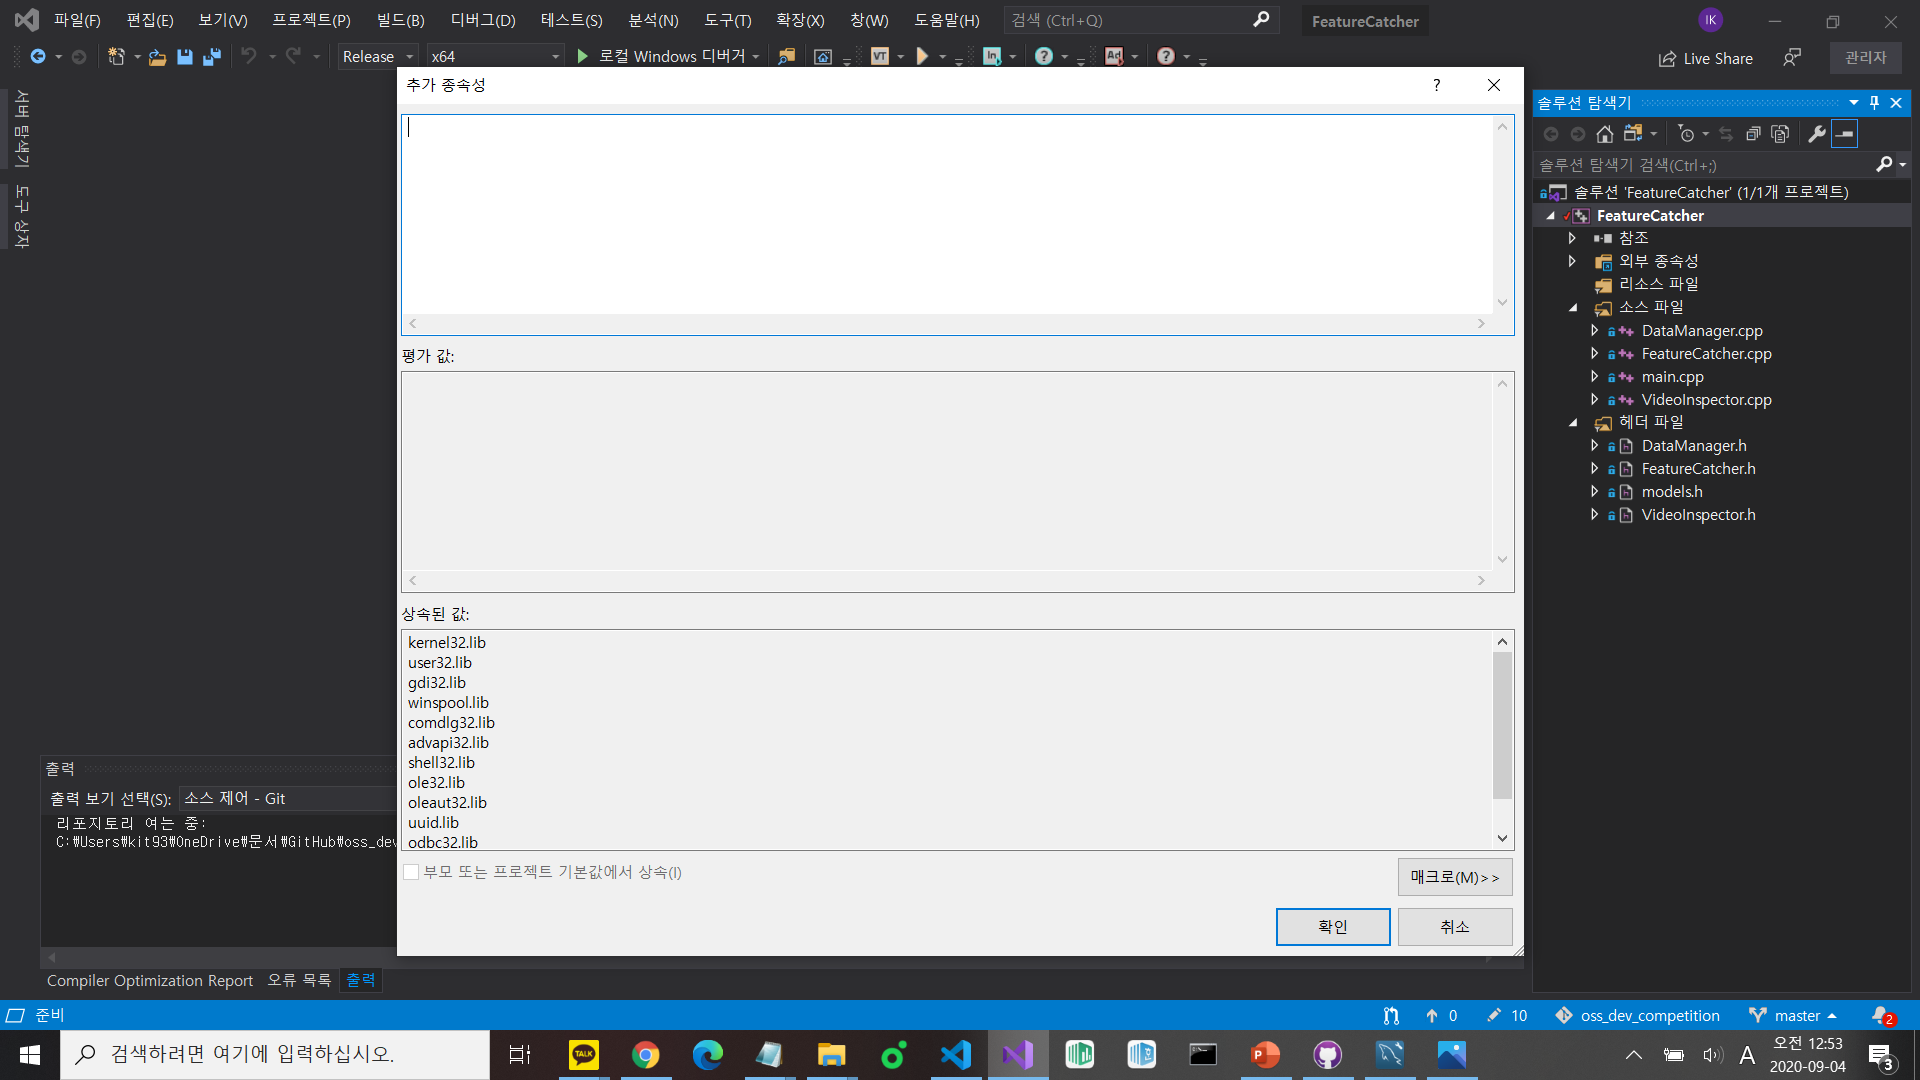 파일(F) 편집(E) 보기(V) 프로젝트(P) 빌드(B) 디버그(D) 테스트(S) 분석(N) 도구(T) 확장(X) 창(W) 도움말(H) 검색 (Ctrl+Q) FeatureCatcher IK
Release x64 로컬 Windows 디버거 VT In Ad Live Share 관리자
서버 탐색기
도구 상자
추가 종속성 ?
평가 값:
상속된 값:
kernel32.lib
user32.lib
gdi32.lib
winspool.lib
comdlg32.lib
advapi32.lib
shell32.lib
ole32.lib
oleaut32.lib
uuid.lib
odbc32.lib
부모 또는 프로젝트 기본값에서 상속(I)
매크로(M)>>
확인 취소
솔루션 탐색기
솔루션 탐색기 검색(Ctrl+;)
솔루션 'FeatureCatcher' (1/1개 프로젝트)
FeatureCatcher
참조
외부 종속성
리소스 파일
소스 파일
DataManager.cpp
FeatureCatcher.cpp
main.cpp
VideoInspector.cpp
헤더 파일
DataManager.h
FeatureCatcher.h
models.h
VideoInspector.h
출력
출력 보기 선택(S): 소스 제어 - Git
리포지토리 여는 중:
C:\Users\kit93\OneDrive\문서\GitHub\oss_dev
Compiler Optimization Report 오류 목록 출력
준비 0 10 oss_dev_competition master 2
검색하려면 여기에 입력하십시오. TALK A 오전 12:53
2020-09-04 3